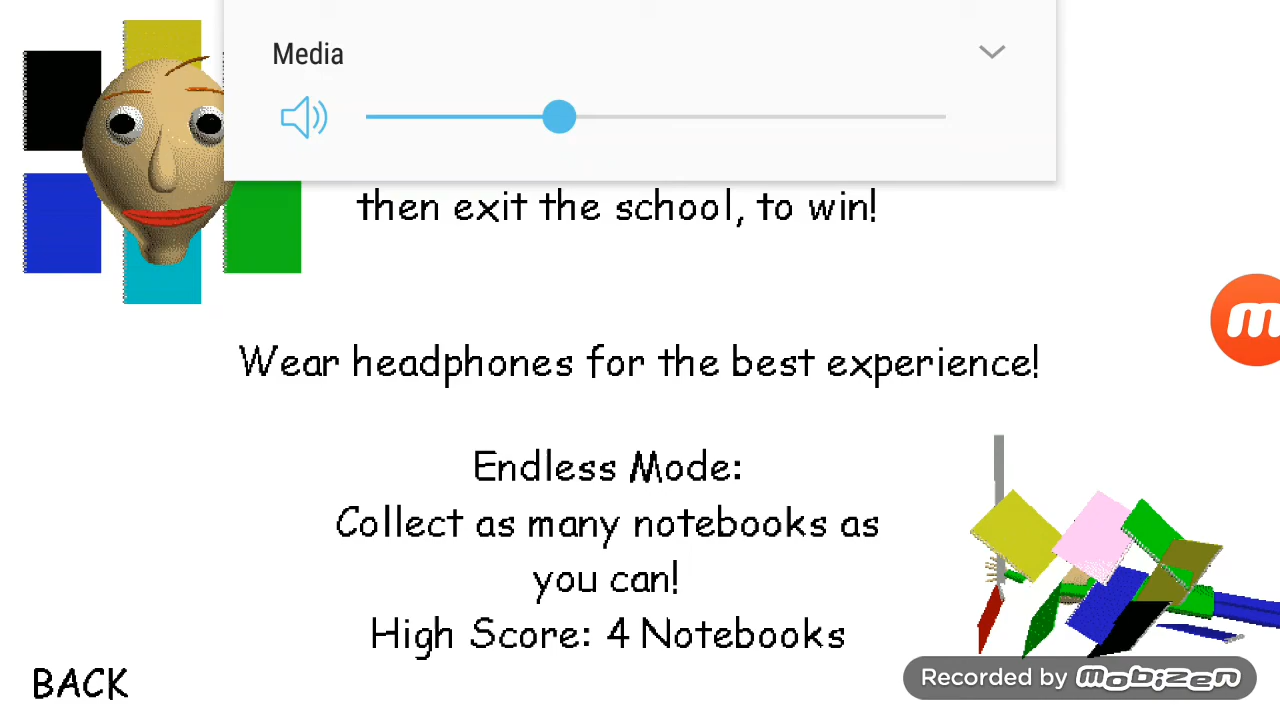 Media
then exit the school, to win!
Wear headphones for the best experience!
Endless Mode:
Collect as many notebooks as
you can!
High Score: 4 Notebooks
BACK
Recorded by mobizen